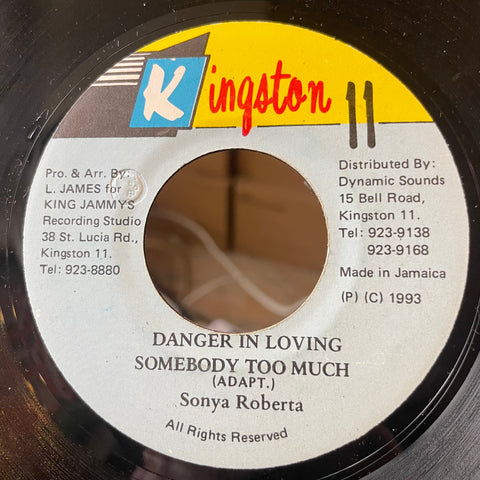 Kingston 11
Pro. & Arr. By:
L. JAMES for
KING JAMMYS
Recording Studio
38 St. Lucia Rd.,
Kingston 11.
Tel: 923-8880
Distributed By:
Dynamic Sounds
15 Bell Road,
Kingston 11.
Tel: 923-9138
923-9168
Made in Jamaica
(P) (C) 1993
DANGER IN LOVING
SOMEBODY TOO MUCH
(ADAPT.)
Sonya Roberta
All Rights Reserved